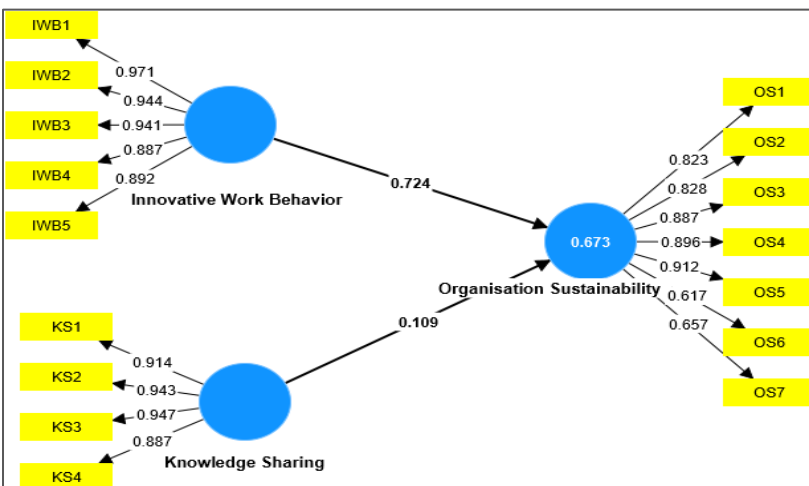 IWB1
IWB2
IWB3
IWB4
IWB5
0.971
0.944
0.941
0.887
0.892
Innovative Work Behavior
0.724
KS1
KS2
KS3
KS4
0.914
0.943
0.947
0.887
Knowledge Sharing
0.109
0.673
Organisation Sustainability
0.823
0.828
0.887
0.896
0.912
0.617
0.657
OS1
OS2
OS3
OS4
OS5
OS6
OS7